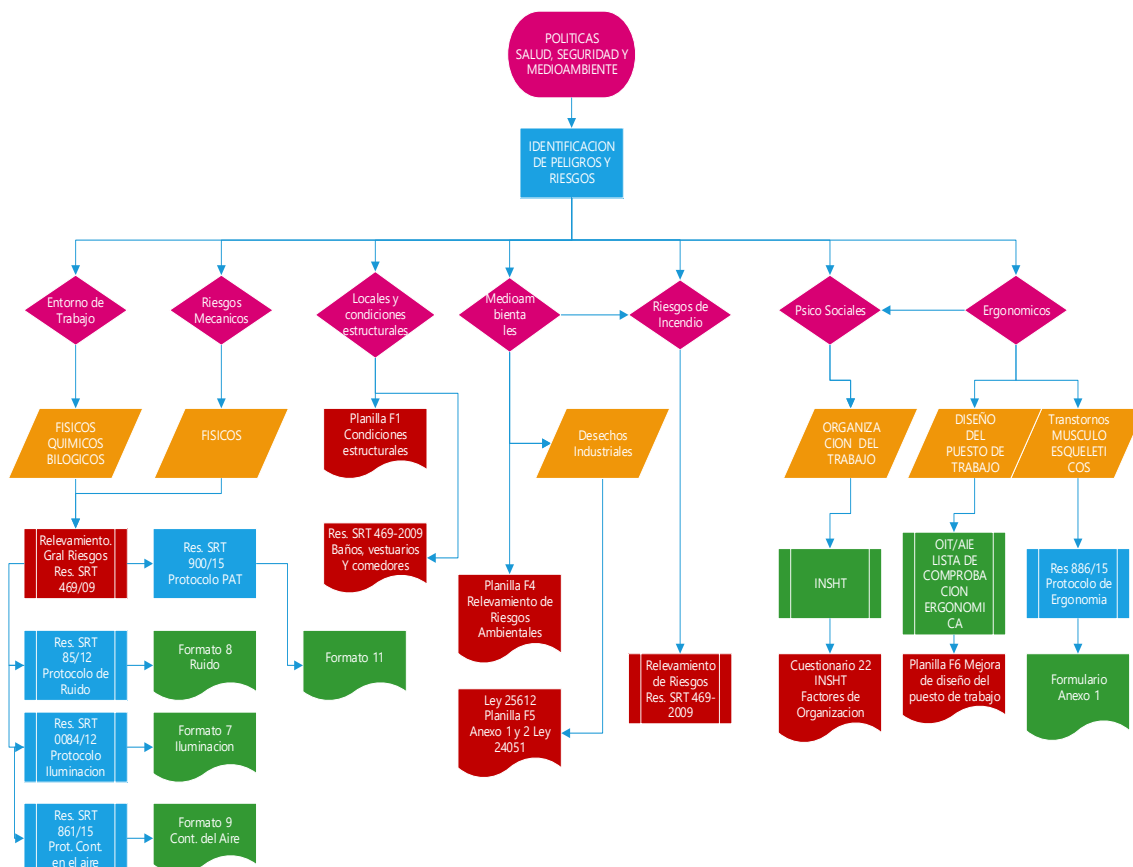 POLITICAS
SALUD, SEGURIDAD Y
MEDIOAMBIENTE
IDENTIFICACION
DE PELIGROS Y
RIESGOS
Entorno de
Trabajo
Riesgos
Mecanicos
Locales y
condiciones
estructurales
Medioam
bienta
les
Riesgos de
Incendio
Psico Sociales
Ergonomicos
FISICOS
QUIMICOS
BILOGICOS
FISICOS
Planilla F1
Condiciones
estructurales
Desechos
Industriales
ORGANIZA
CION DEL
TRABAJO
DISEÑO
DEL
PUESTO DE
TRABAJO
Transtornos
MUSCULO
ESQUELETI
COS
Relevamiento.
Gral Riesgos
Res. SRT
469/09
Res. SRT
900/15
Protocolo PAT
Res. SRT 469-2009
Baños, vestuarios
Y comedores
Planilla F4
Relevamiento de
Riesgos
Ambientales
INSHT
OIT/AIE
LISTA DE
COMPROBA
CION
ERGONOMI
CA
Res 886/15
Protocolo de
Ergonomia
Res. SRT
85/12
Protocolo de
Ruido
Formato 8
Ruido
Formato 11
Relevamiento
de Riesgos
Res. SRT 469-
2009
Cuestionario 22
INSHT
Factores de
Organizacion
Planilla F6 Mejora
de diseño del
puesto de trabajo
Formulario
Anexo 1
Res. SRT
0084/12
Protocolo
Iluminacion
Formato 7
Iluminacion
Ley 25612
Planilla F5
Anexo 1 y 2 Ley
24051
Res. SRT
861/15
Prot. Cont.
en el aire
Formato 9
Cont. del Aire